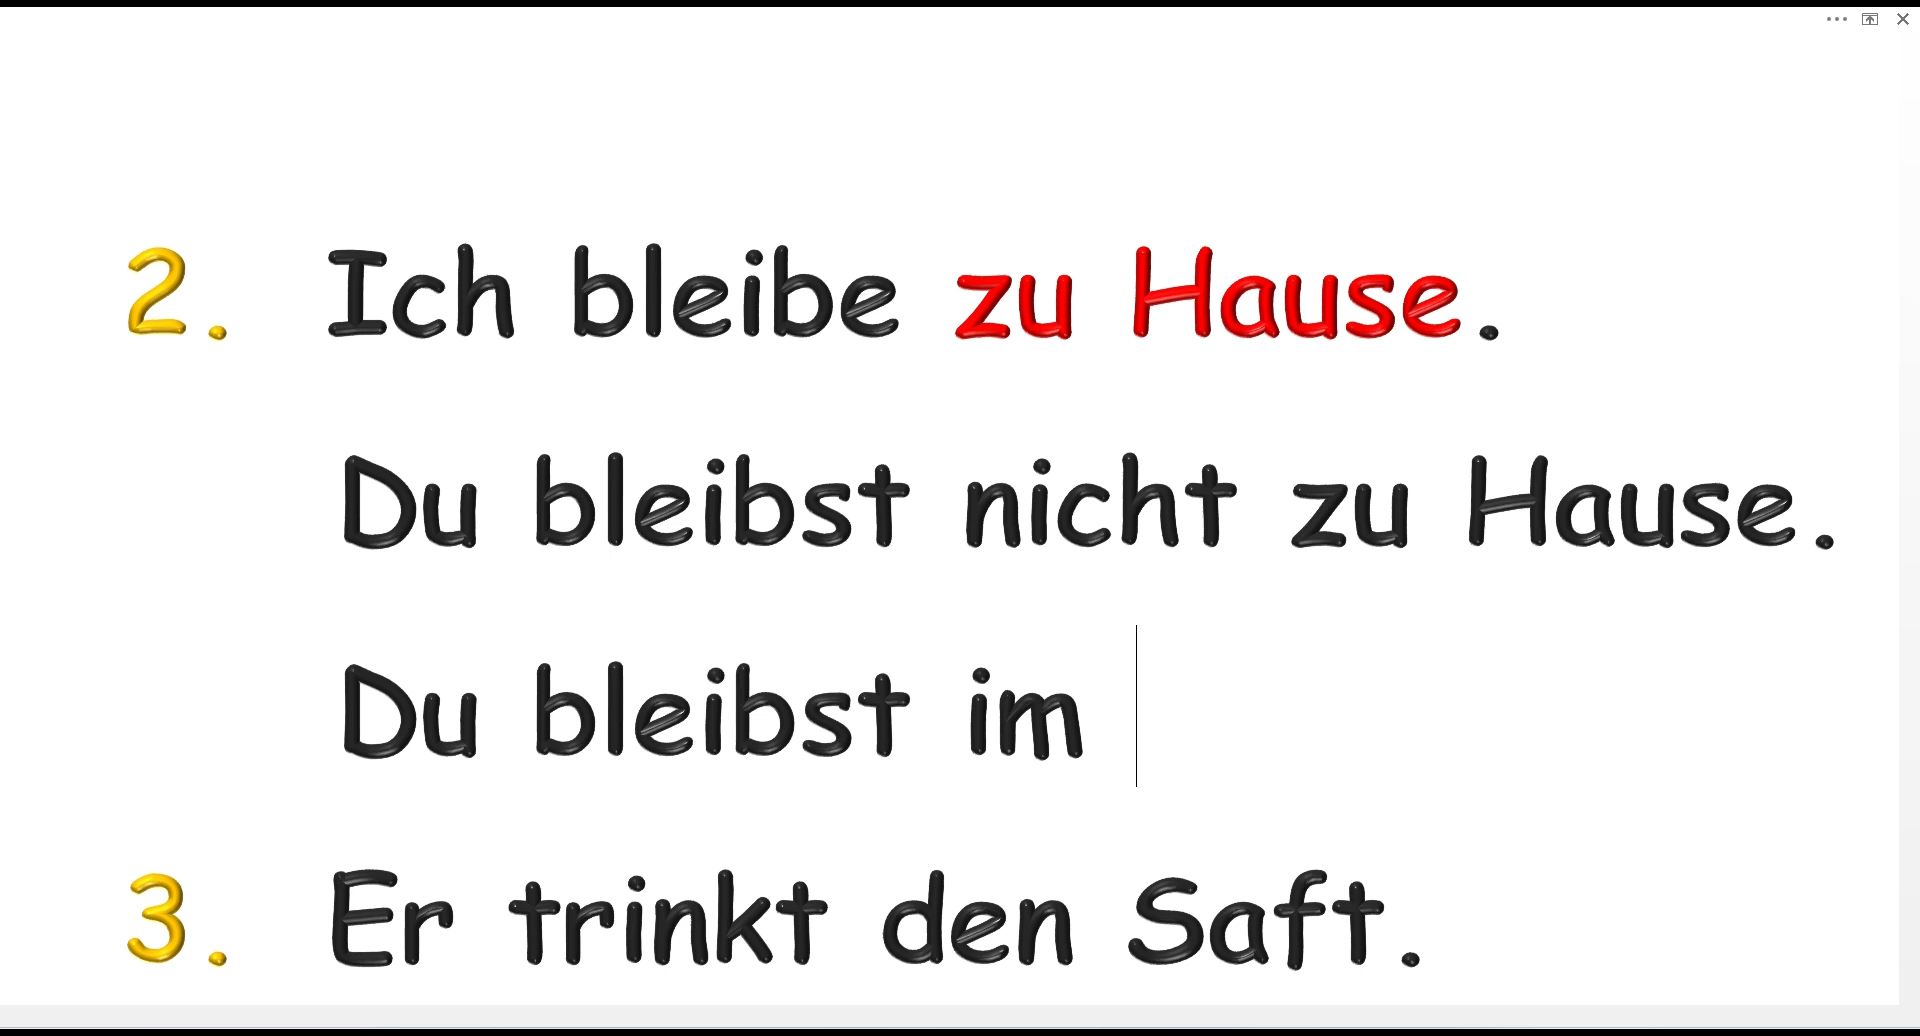 2. Ich bleibe zu Hause.
Du bleibst nicht zu Hause.
Du bleibst im
3. Er trinkt den Saft.